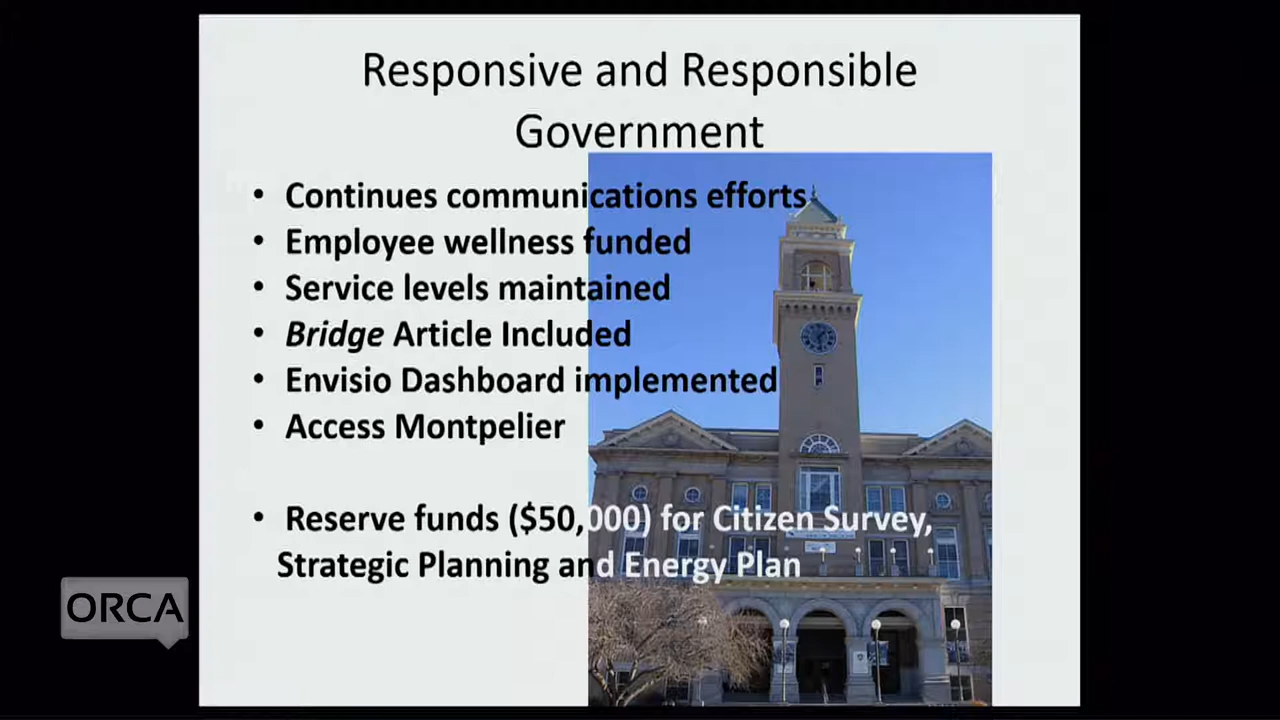 Responsive and Responsible
Government
• Continues communications efforts
• Employee wellness funded
• Service levels maintained
• Bridge Article Included
• Envisio Dashboard implemented
• Access Montpelier
• Reserve funds ($50,000) for Citizen Survey,
Strategic Planning and Energy Plan
ORCA